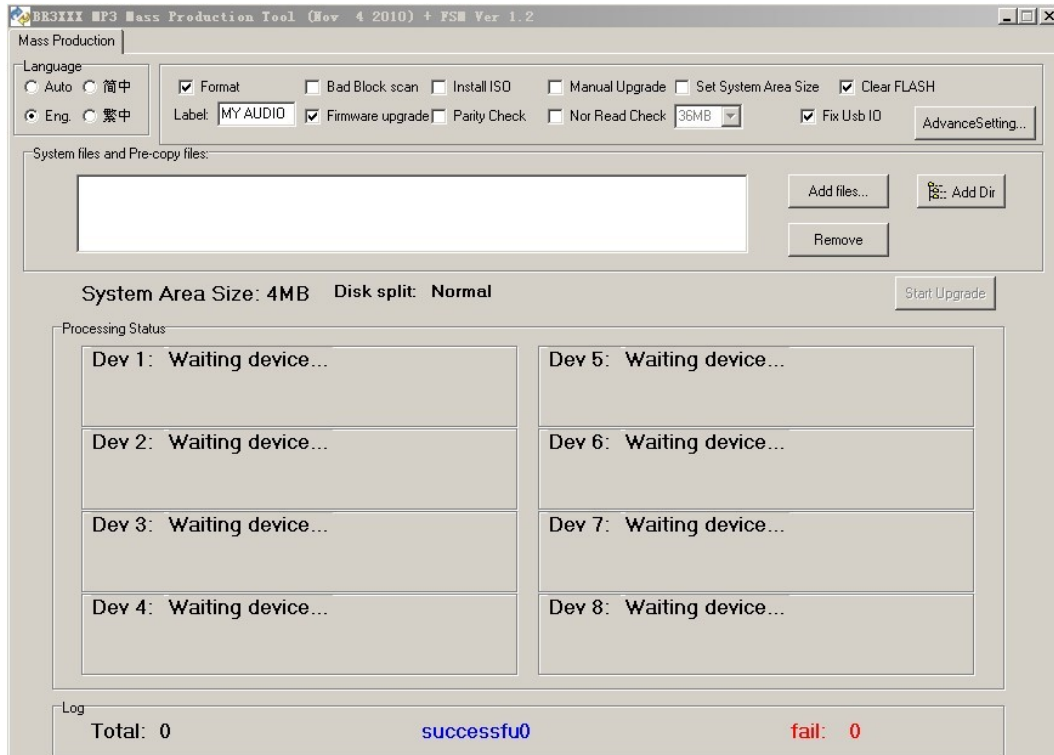 BR3XXX MP3 Mass Production Tool (Nov  4 2010) + FSM Ver 1.2
Mass Production
Language
Auto 简中
Eng. 繁中
Format Bad Block scan Install ISO Manual Upgrade Set System Area Size Clear FLASH
Label: MY AUDIO Firmware upgrade Parity Check Nor Read Check 36MB Fix Usb IO AdvanceSetting...
System files and Pre-copy files:
Add files... Add Dir
Remove
System Area Size: 4MB Disk split: Normal Start Upgrade
Processing Status
Dev 1: Waiting device... Dev 5: Waiting device...
Dev 2: Waiting device... Dev 6: Waiting device...
Dev 3: Waiting device... Dev 7: Waiting device...
Dev 4: Waiting device... Dev 8: Waiting device...
Log
Total: 0 successfu0 fail: 0